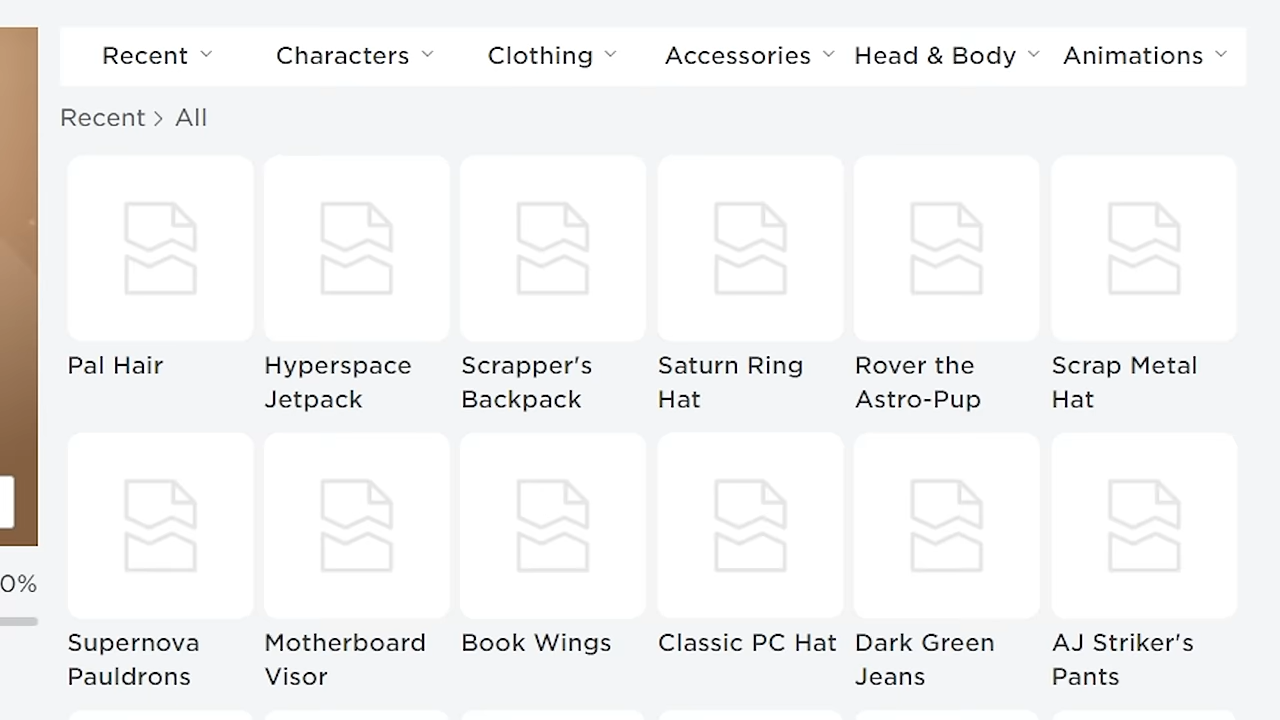 Recent Characters Clothing Accessories Head & Body Animations
Recent > All
Pal Hair
Hyperspace
Jetpack
Scrapper's
Backpack
Saturn Ring
Hat
Rover the
Astro-Pup
Scrap Metal
Hat
0%
Supernova
Pauldrons
Motherboard
Visor
Book Wings
Classic PC Hat
Dark Green
Jeans
AJ Striker's
Pants